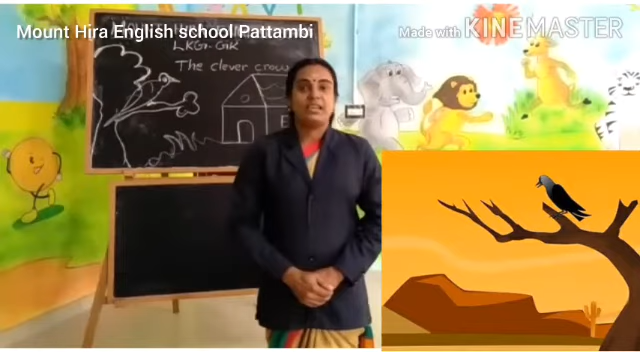 Mount Hira English school Pattambi
Made with KINEMASTER
LKG-GK
The clever crow